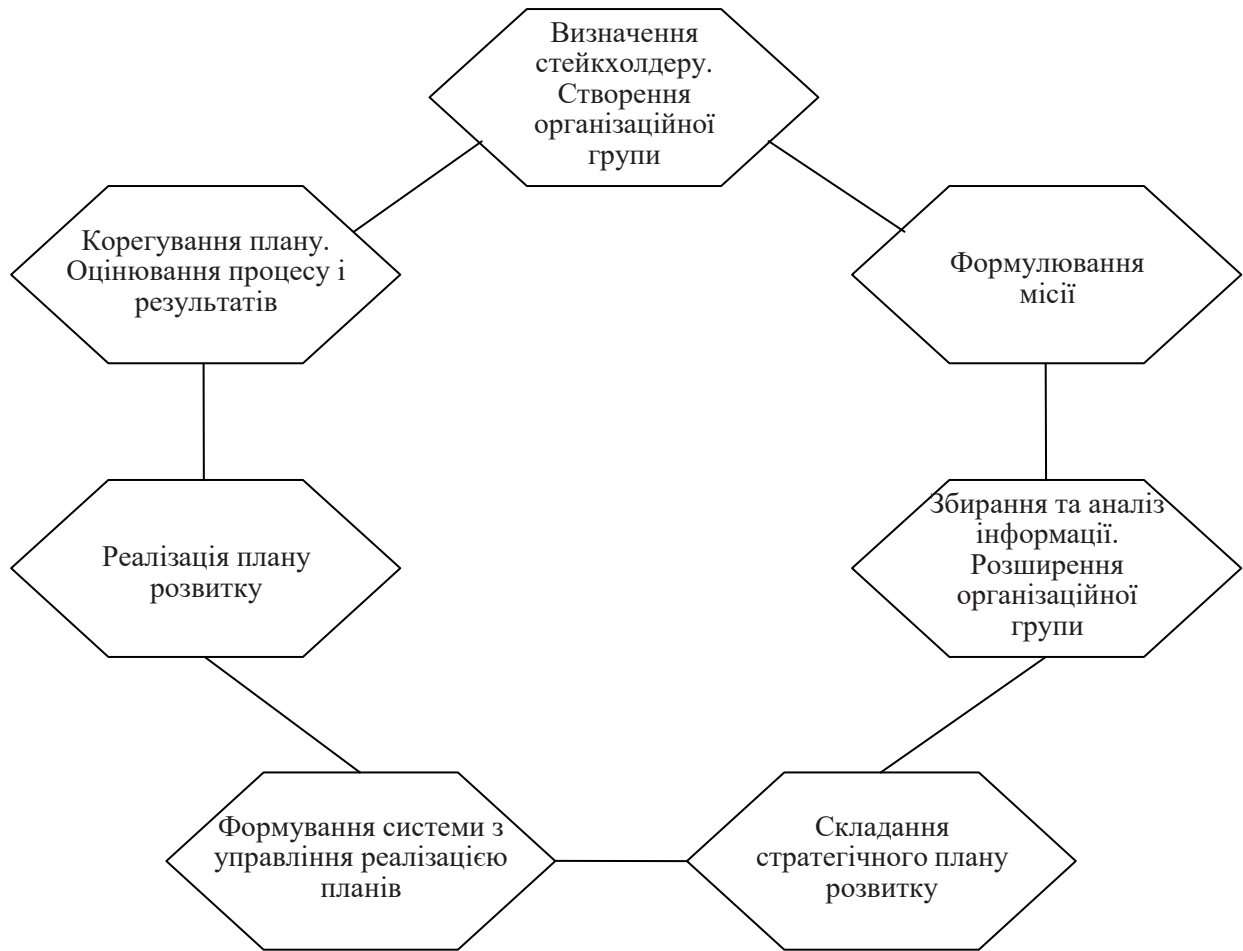 Визначення
стейкхолдеру.
Створення
організаційної
групи
Формулювання
місії
Збирання та аналіз
інформації.
Розширення
організаційної
групи
Складання
стратегічного плану
розвитку
Формування системи з
управління реалізацією
планів
Реалізація плану
розвитку
Корегування плану.
Оцінювання процесу і
результатів